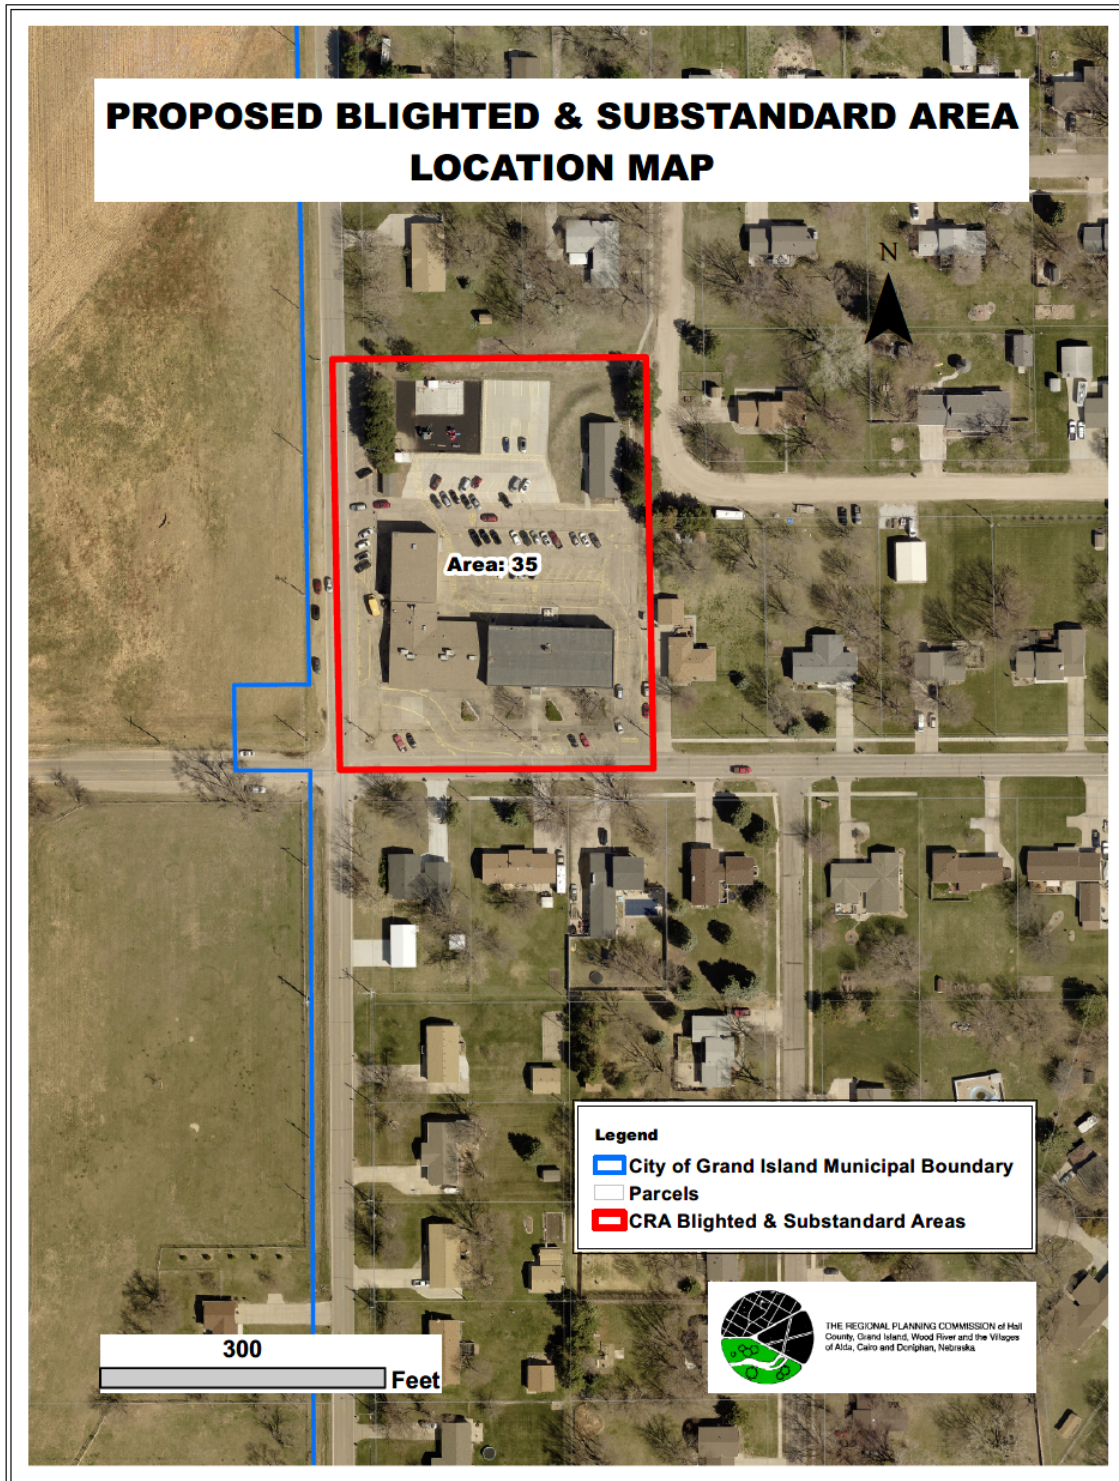 PROPOSED BLIGHTED & SUBSTANDARD AREA
LOCATION MAP
N
Area: 35
Legend
City of Grand Island Municipal Boundary
Parcels
CRA Blighted & Substandard Areas
300
Feet
THE REGIONAL PLANNING COMMISSION of Hall
County, Grand Island, Wood River and the Villages
of Alda, Cairo and Doniphan, Nebraska